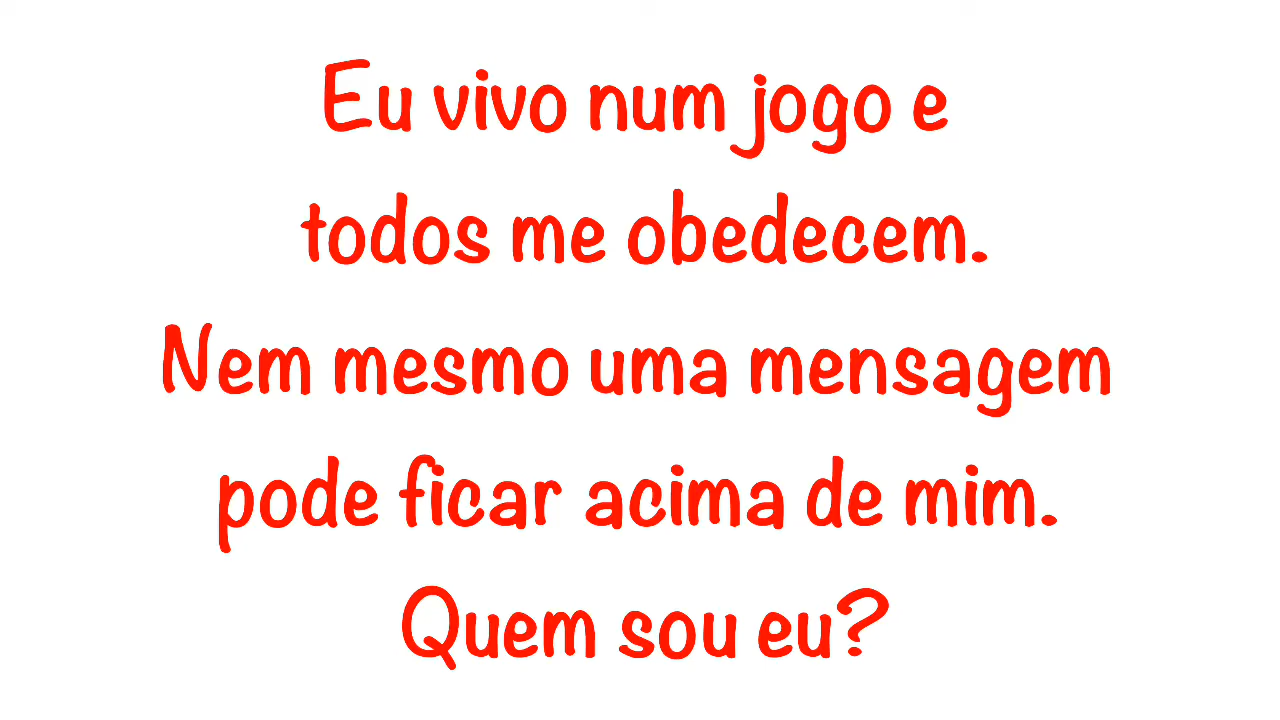 Eu vivo num jogo e
todos me obedecem.
Nem mesmo uma mensagem
pode ficar acima de mim.
Quem sou eu?